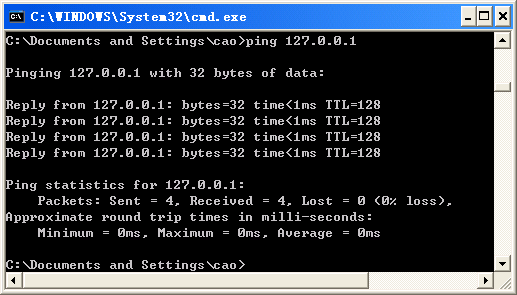 C:\WINDOWS\System32\cmd.exe
C:\Documents and Settings\cao>ping 127.0.0.1
Pinging 127.0.0.1 with 32 bytes of data:
Reply from 127.0.0.1: bytes=32 time<1ms TTL=128
Reply from 127.0.0.1: bytes=32 time<1ms TTL=128
Reply from 127.0.0.1: bytes=32 time<1ms TTL=128
Reply from 127.0.0.1: bytes=32 time<1ms TTL=128
Ping statistics for 127.0.0.1:
    Packets: Sent = 4, Received = 4, Lost = 0 (0% loss),
Approximate round trip times in milli-seconds:
    Minimum = 0ms, Maximum = 0ms, Average = 0ms
C:\Documents and Settings\cao>